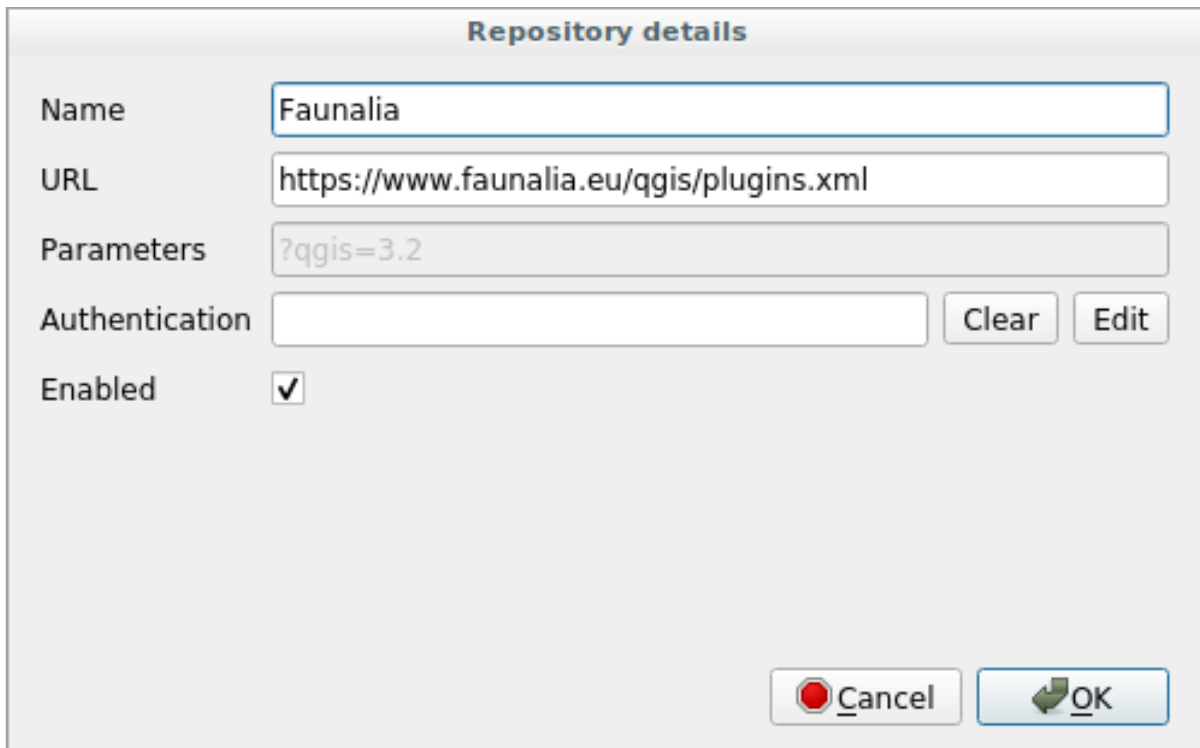 Repository details
Name Faunalia
URL https://www.faunalia.eu/qgis/plugins.xml
Parameters ?qgis=3.2
Authentication Clear Edit
Enabled
Cancel OK